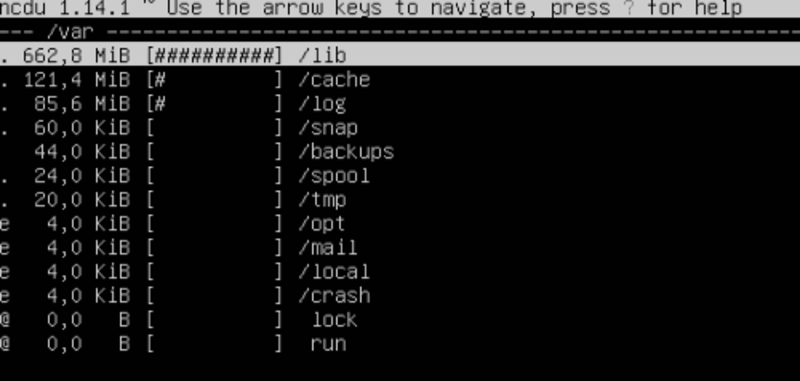 ncdu 1.14.1 ~ Use the arrow keys to navigate, press ? for help
--- /var ----------------------------------------------------------
. 662,8 MiB [##########] /lib
. 121,4 MiB [#         ] /cache
.  85,6 MiB [#         ] /log
.  60,0 KiB [          ] /snap
   44,0 KiB [          ] /backups
.  24,0 KiB [          ] /spool
.  20,0 KiB [          ] /tmp
e   4,0 KiB [          ] /opt
e   4,0 KiB [          ] /mail
e   4,0 KiB [          ] /local
e   4,0 KiB [          ] /crash
@   0,0   B [          ]  lock
@   0,0   B [          ]  run